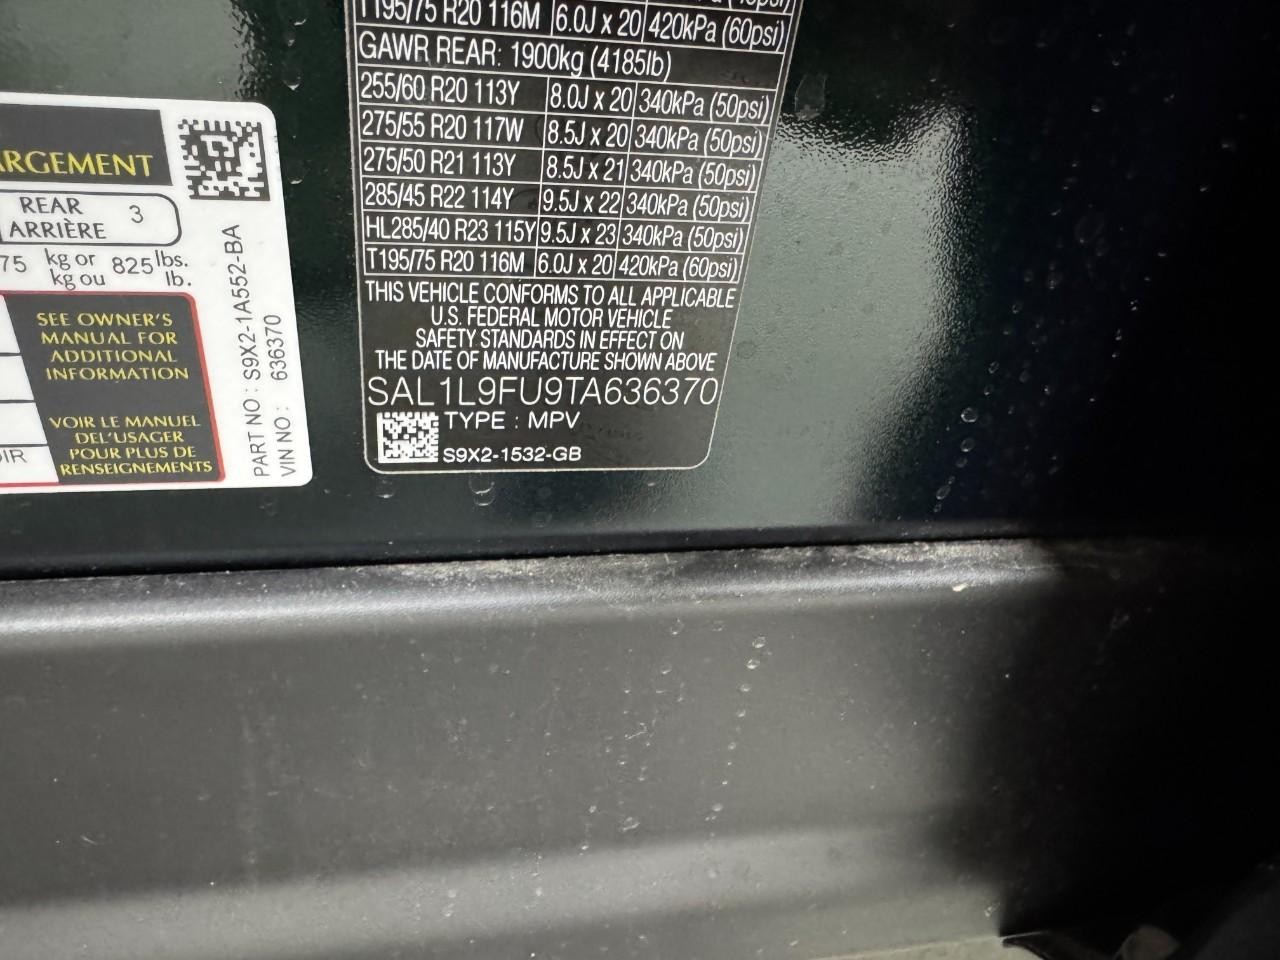 ARGEMENT
REAR
ARRIÈRE 3
75 kg or 825 lbs.
kg ou lb.
SEE OWNER'S
MANUAL FOR
ADDITIONAL
INFORMATION
VOIR LE MANUEL
DEL'USAGER
POUR PLUS DE
RENSEIGNEMENTS
PART NO : S9X2-1A552-BA
VIN NO : 636370
T195/75 R20 116M 6.0J x 20 420kPa (60psi)
GAWR REAR: 1900kg (4185lb)
255/60 R20 113Y 8.0J x 20 340kPa (50psi)
275/55 R20 117W 8.5J x 20 340kPa (50psi)
275/50 R21 113Y 8.5J x 21 340kPa (50psi)
285/45 R22 114Y 9.5J x 22 340kPa (50psi)
HL285/40 R23 115Y 9.5J x 23 340kPa (50psi)
T195/75 R20 116M 6.0J x 20 420kPa (60psi)
THIS VEHICLE CONFORMS TO ALL APPLICABLE
U.S. FEDERAL MOTOR VEHICLE
SAFETY STANDARDS IN EFFECT ON
THE DATE OF MANUFACTURE SHOWN ABOVE
SAL1L9FU9TA636370
TYPE : MPV
S9X2-1532-GB